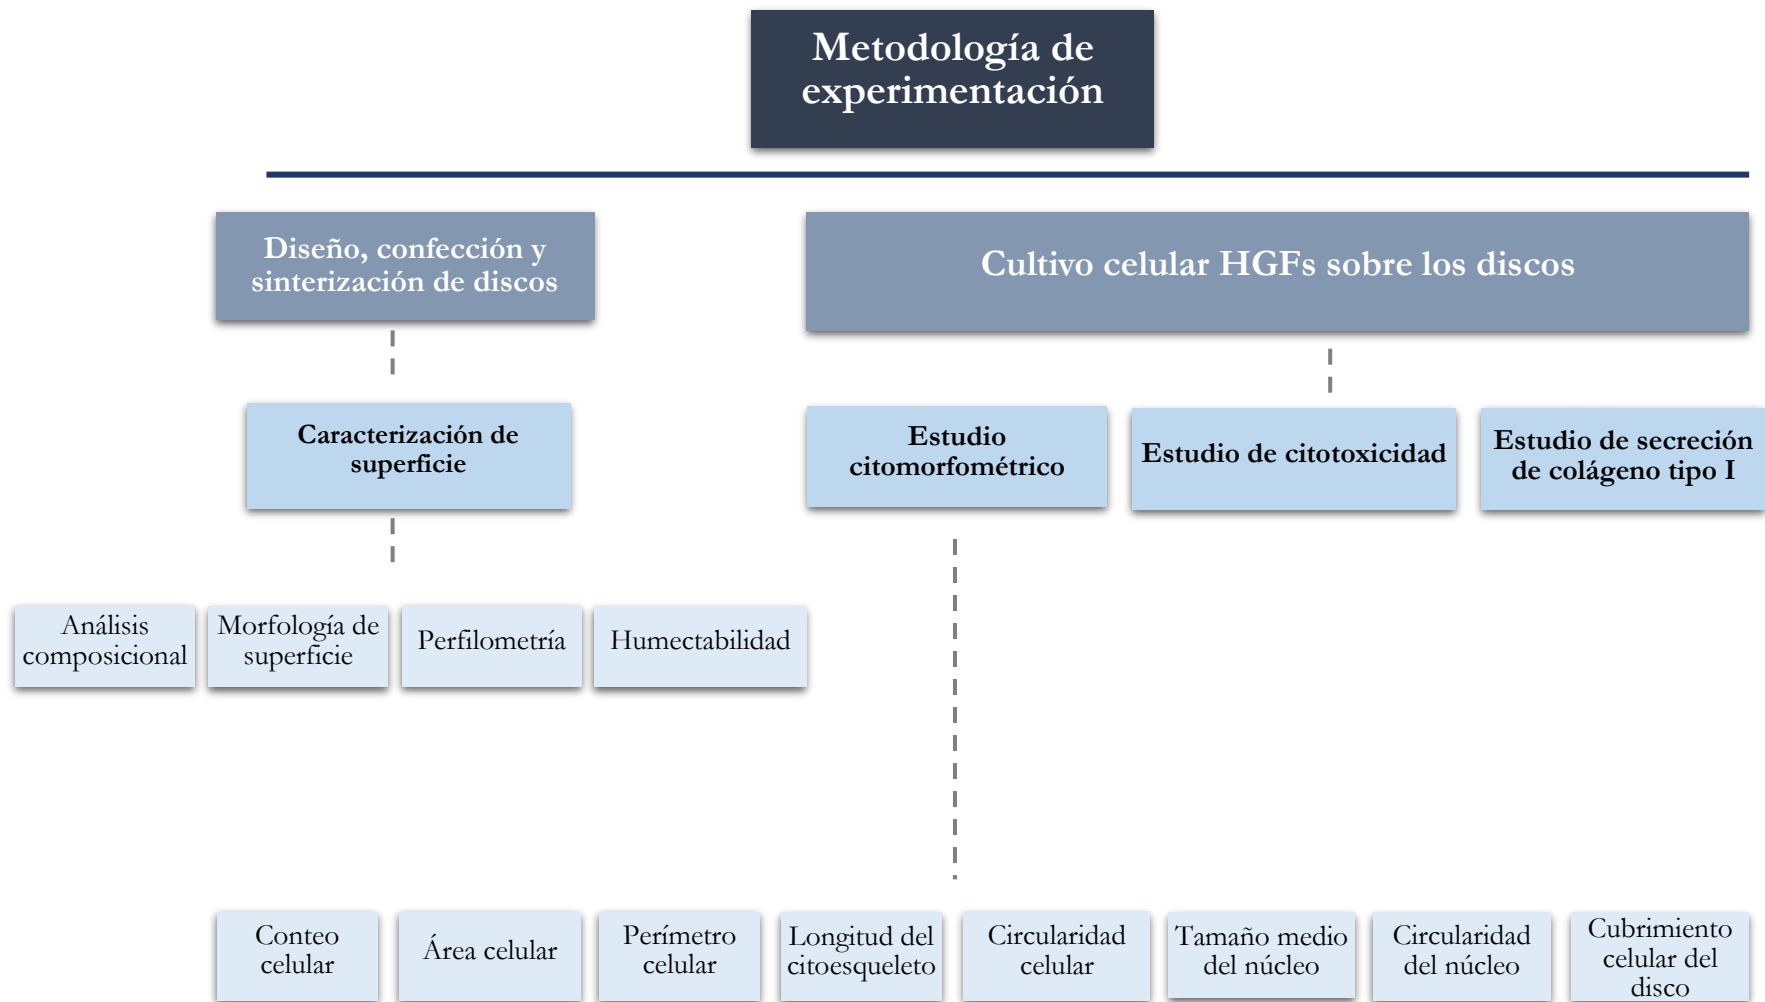 Metodología de
experimentación
Diseño, confección y
sinterización de discos
Cultivo celular HGFs sobre los discos
Caracterización de
superficie
Estudio
citomorfométrico
Estudio de citotoxicidad
Estudio de secreción
de colágeno tipo I
Análisis
composicional
Morfología de
superficie
Perfilometría
Humectabilidad
Conteo
celular
Área celular
Perímetro
celular
Longitud del
citoesqueleto
Circularidad
celular
Tamaño medio
del núcleo
Circularidad
del núcleo
Cubrimiento
celular del
disco